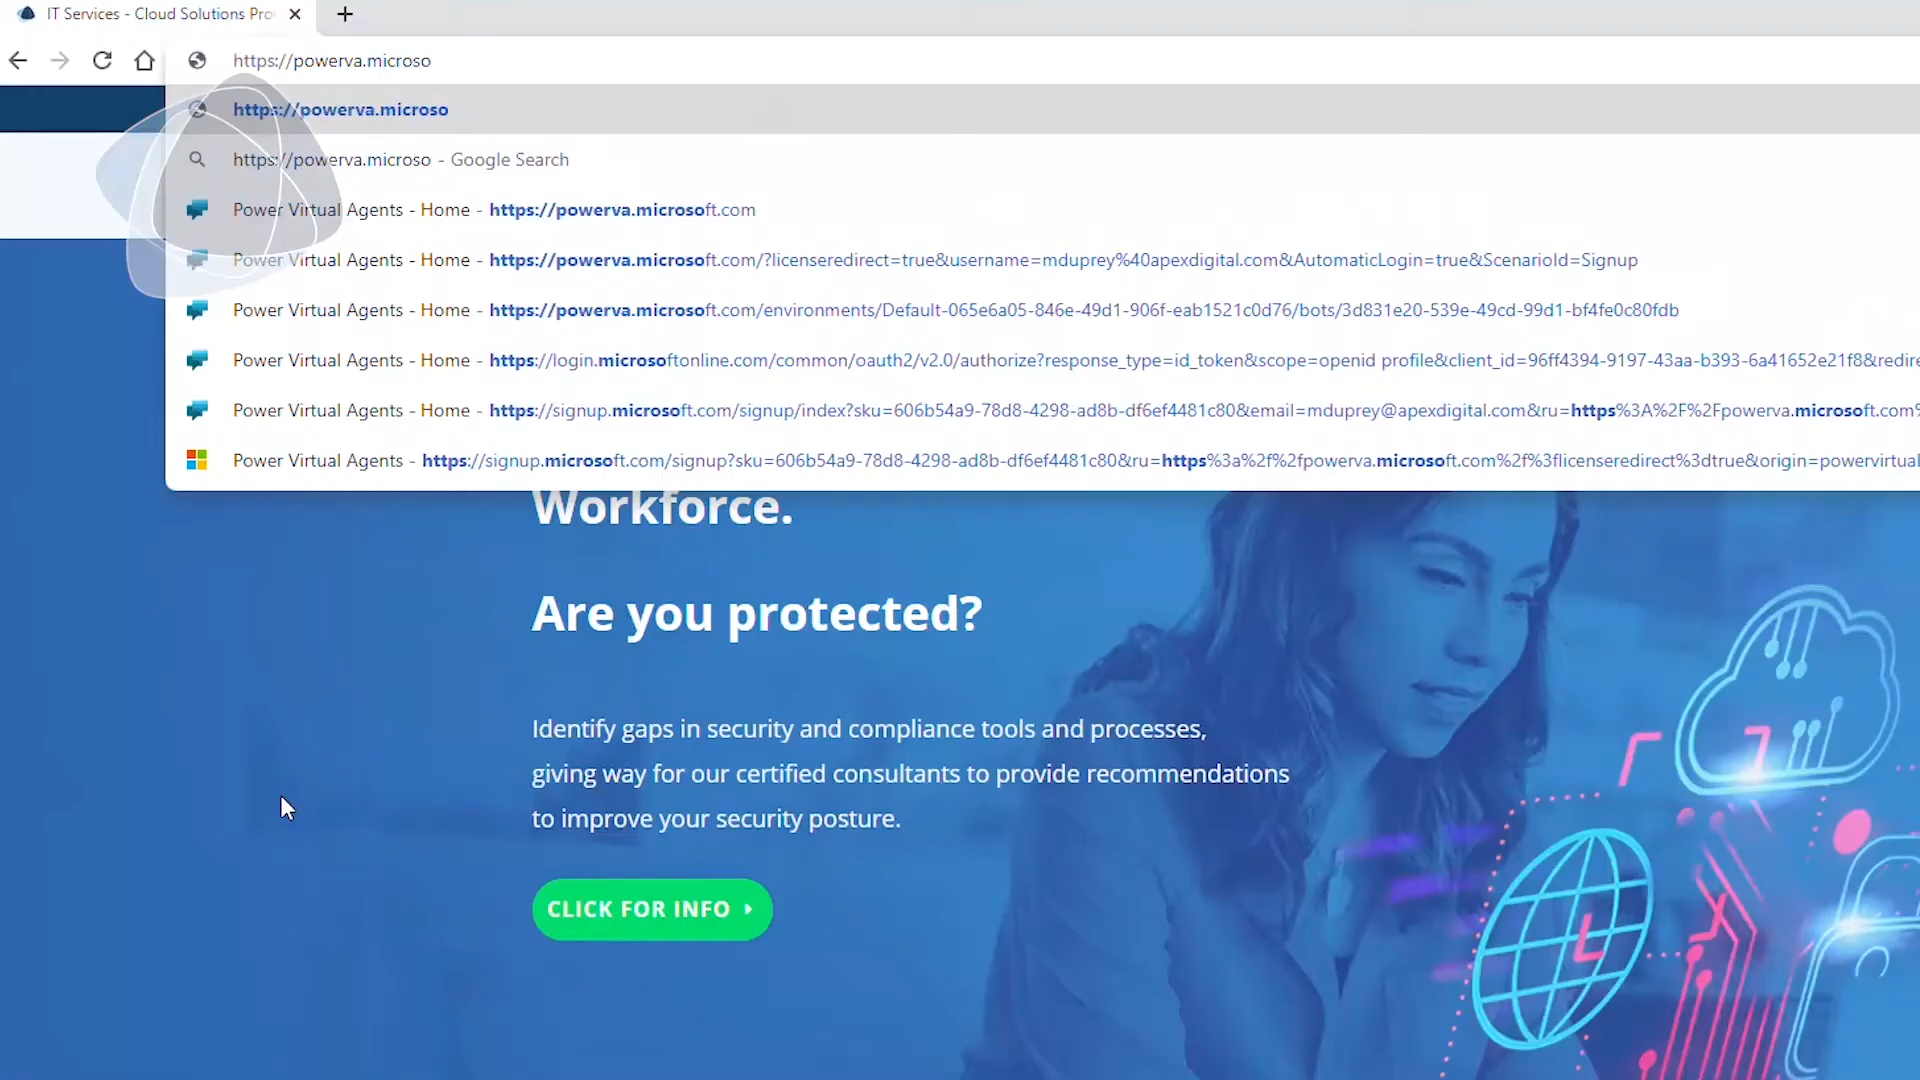 IT Services - Cloud Solutions Pro
https://powerva.microso
https://powerva.microso
https://powerva.microso - Google Search
Power Virtual Agents - Home - https://powerva.microsoft.com
Power Virtual Agents - Home - https://powerva.microsoft.com/?licenseredirect=true&username=mduprey%40apexdigital.com&AutomaticLogin=true&ScenarioId=Signup
Power Virtual Agents - Home - https://powerva.microsoft.com/environments/Default-065e6a05-846e-49d1-906f-eab1521c0d76/bots/3d831e20-539e-49cd-99d1-bf4fe0c80fdb
Power Virtual Agents - Home - https://login.microsoftonline.com/common/oauth2/v2.0/authorize?response_type=id_token&scope=openid profile&client_id=96ff4394-9197-43aa-b393-6a41652e21f8&redire
Power Virtual Agents - Home - https://signup.microsoft.com/signup/index?sku=606b54a9-78d8-4298-ad8b-df6ef4481c80&email=mduprey@apexdigital.com&ru=https%3A%2F%2Fpowerva.microsoft.com%
Power Virtual Agents - https://signup.microsoft.com/signup?sku=606b54a9-78d8-4298-ad8b-df6ef4481c80&ru=https%3a%2f%2fpowerva.microsoft.com%2f%3flicenseredirect%3dtrue&origin=powervirtual
Workforce.
Are you protected?
Identify gaps in security and compliance tools and processes,
giving way for our certified consultants to provide recommendations
to improve your security posture.
CLICK FOR INFO